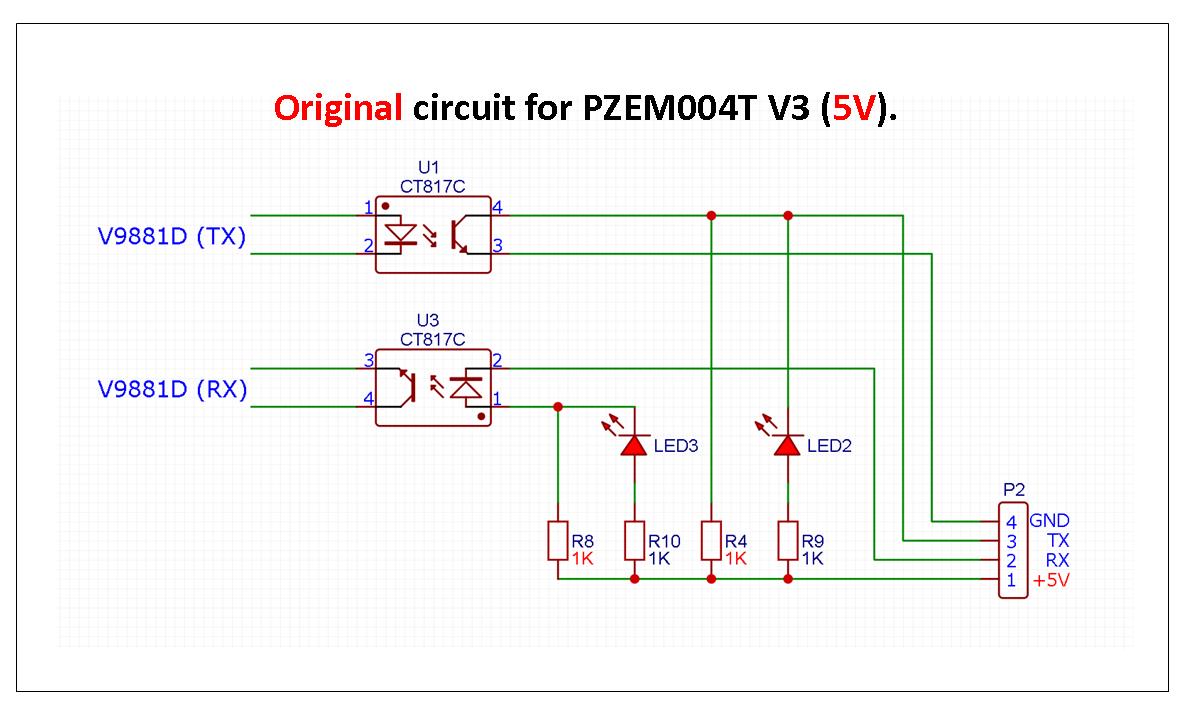 Original circuit for PZEM004T V3 (5V).
U1
CT817C
1
4
V9881D (TX)
2
3
U3
CT817C
3
2
V9881D (RX)
4
1
LED3
LED2
P2
4 GND
R8
1K
R10
1K
R4
1K
R9
1K
3 TX
2 RX
1 +5V